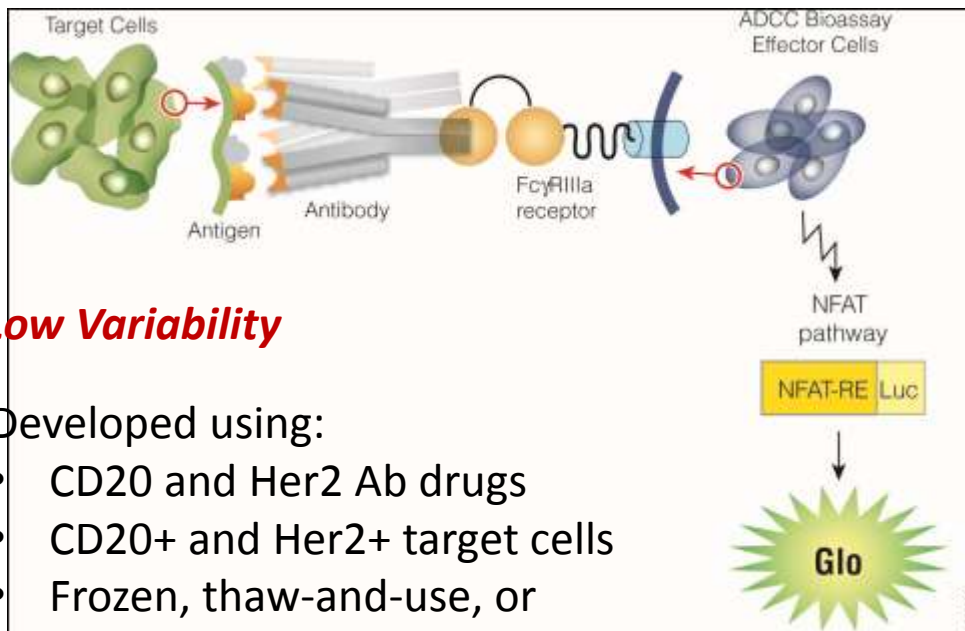 Target Cells
ADCC Bioassay
Effector Cells
Antigen
Antibody
FcγRIIIa
receptor
NFAT
pathway
NFAT-RE Luc
Glo
Low Variability
Developed using:
• CD20 and Her2 Ab drugs
• CD20+ and Her2+ target cells
• Frozen, thaw-and-use, or